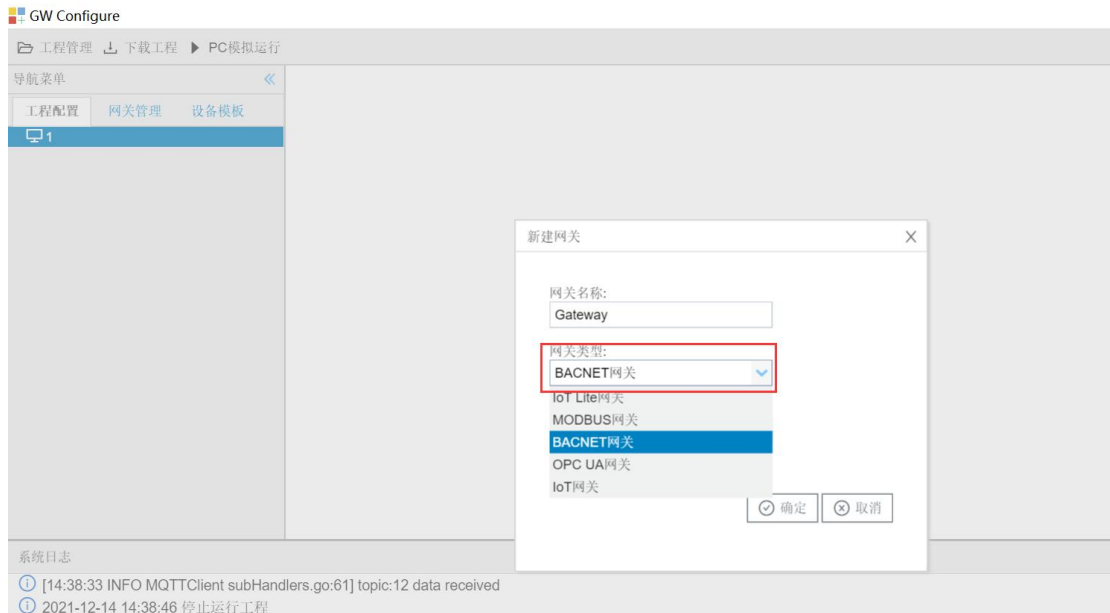 GW Configure
工程管理 下载工程 PC模拟运行
导航菜单
工程配置 网关管理 设备模板
1
新建网关
网关名称:
Gateway
网关类型:
BACNET网关
IoT Lite网关
MODBUS网关
BACNET网关
OPC UA网关
IoT网关
确定 取消
系统日志
[14:38:33 INFO MQTTClient subHandlers.go:61] topic:12 data received
2021-12-14 14:38:46 停止运行工程